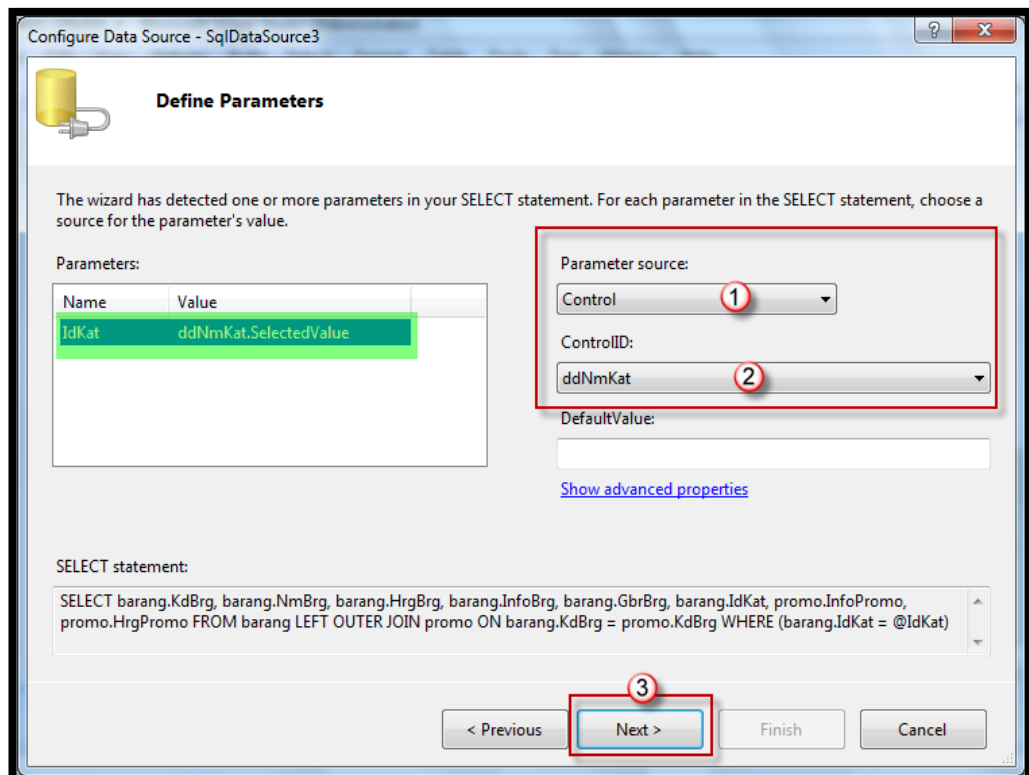 Configure Data Source - SqlDataSource3
?
X
Define Parameters
The wizard has detected one or more parameters in your SELECT statement. For each parameter in the SELECT statement, choose a
source for the parameter's value.
Parameters:
Name Value
IdKat ddNmKat.SelectedValue
Parameter source:
Control 1
ControlID:
ddNmKat 2
DefaultValue:
Show advanced properties
SELECT statement:
SELECT barang.KdBrg, barang.NmBrg, barang.HrgBrg, barang.InfoBrg, barang.GbrBrg, barang.IdKat, promo.InfoPromo,
promo.HrgPromo FROM barang LEFT OUTER JOIN promo ON barang.KdBrg = promo.KdBrg WHERE (barang.IdKat = @IdKat)
3
< Previous Next > Finish Cancel